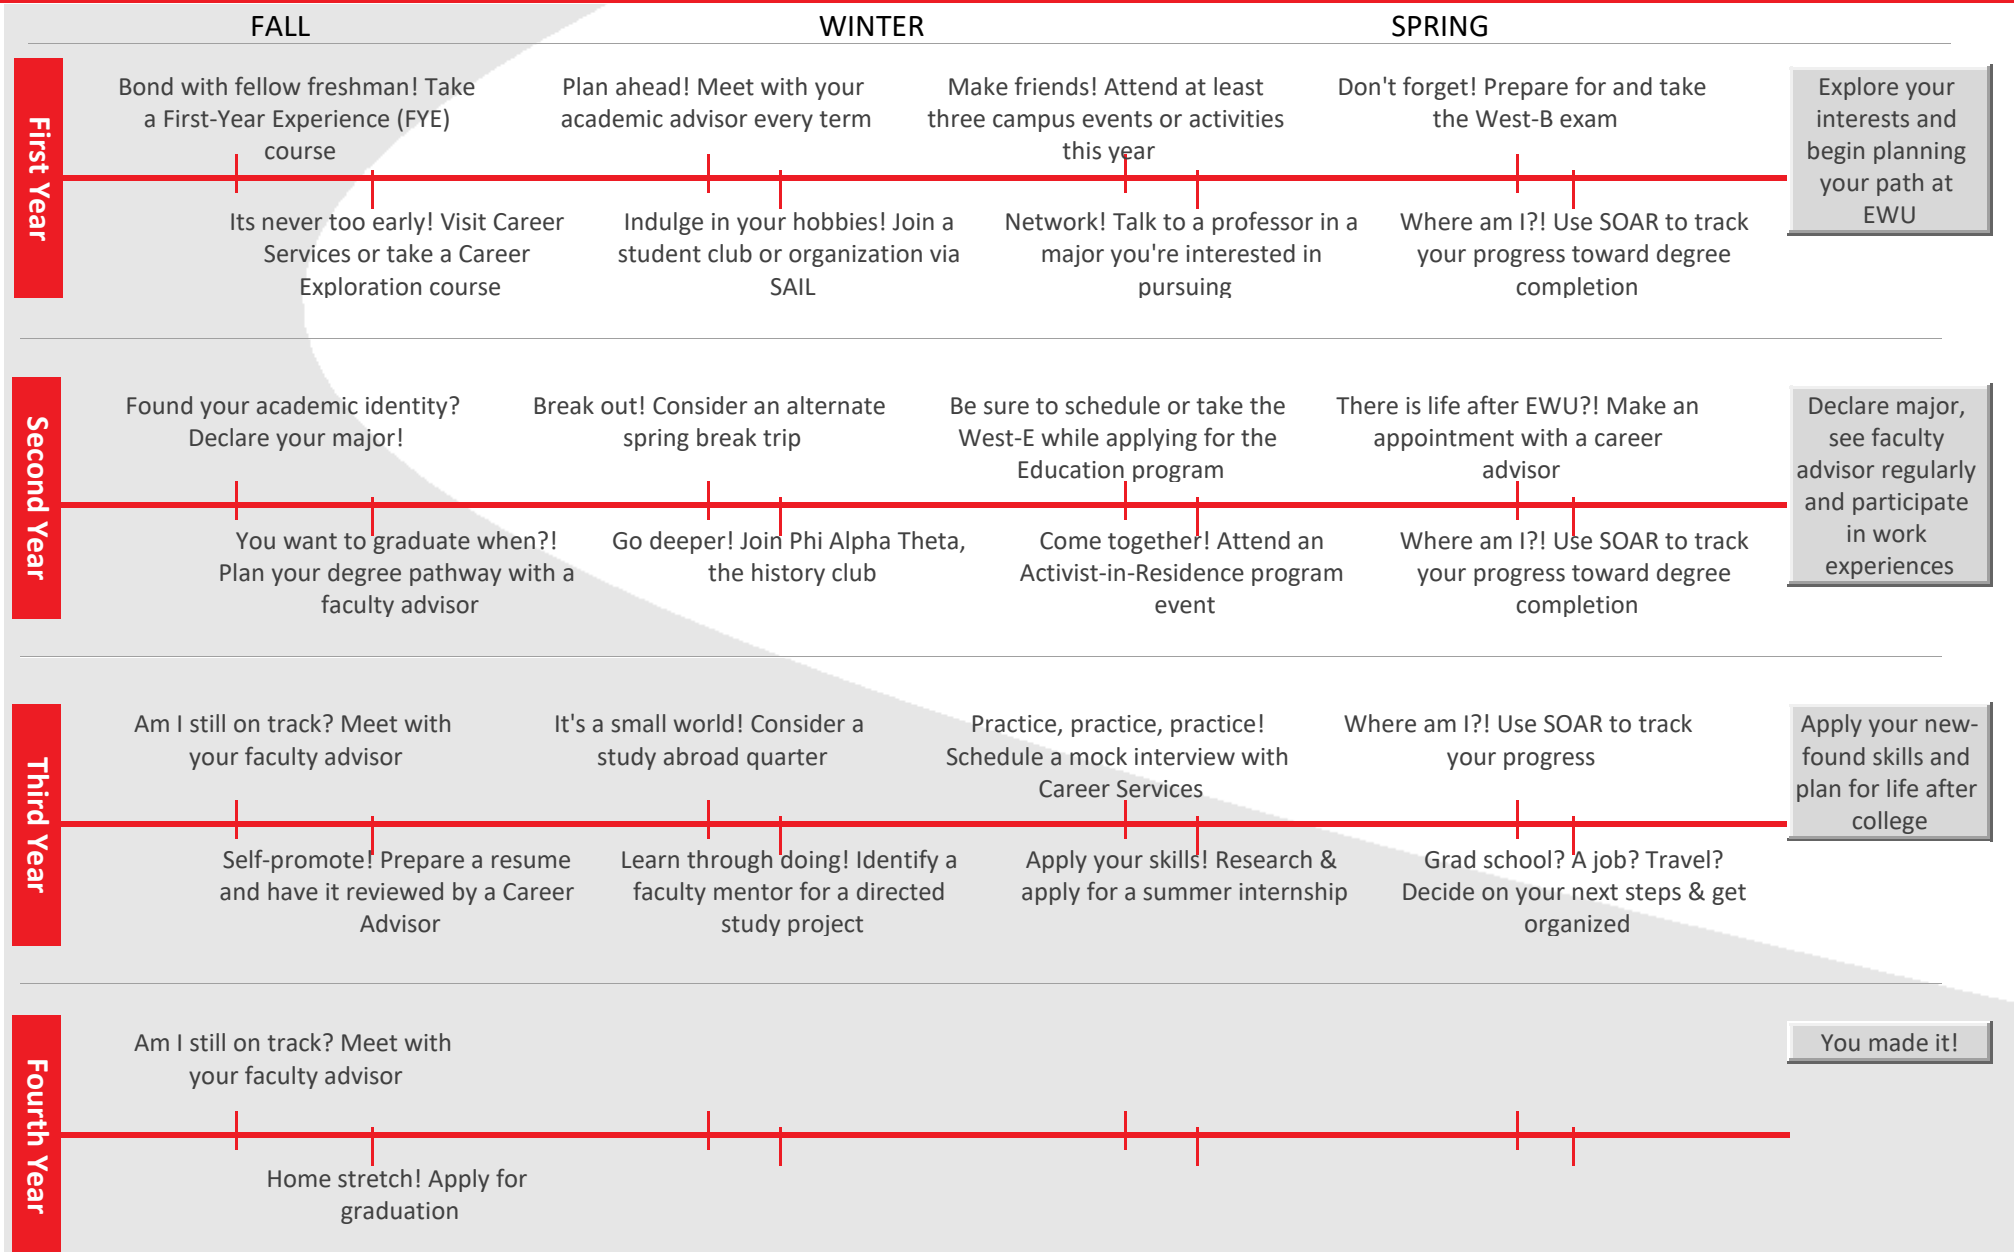 FALL
WINTER
SPRING
First Year
Bond with fellow freshman! Take
a First-Year Experience (FYE)
course
Plan ahead! Meet with your
academic advisor every term
Make friends! Attend at least
three campus events or activities
this year
Don't forget! Prepare for and take
the West-B exam
Its never too early! Visit Career
Services or take a Career
Exploration course
Indulge in your hobbies! Join a
student club or organization via
SAIL
Network! Talk to a professor in a
major you're interested in
pursuing
Where am I?! Use SOAR to track
your progress toward degree
completion
Explore your
interests and
begin planning
your path at
EWU
Second Year
Found your academic identity?
Declare your major!
Break out! Consider an alternate
spring break trip
Be sure to schedule or take the
West-E while applying for the
Education program
There is life after EWU?! Make an
appointment with a career
advisor
You want to graduate when?!
Plan your degree pathway with a
faculty advisor
Go deeper! Join Phi Alpha Theta,
the history club
Come together! Attend an
Activist-in-Residence program
event
Where am I?! Use SOAR to track
your progress toward degree
completion
Declare major,
see faculty
advisor regularly
and participate
in work
experiences
Third Year
Am I still on track? Meet with
your faculty advisor
It's a small world! Consider a
study abroad quarter
Practice, practice, practice!
Schedule a mock interview with
Career Services
Where am I?! Use SOAR to track
your progress
Self-promote! Prepare a resume
and have it reviewed by a Career
Advisor
Learn through doing! Identify a
faculty mentor for a directed
study project
Apply your skills! Research &
apply for a summer internship
Grad school? A job? Travel?
Decide on your next steps & get
organized
Apply your new-
found skills and
plan for life after
college
Fourth Year
Am I still on track? Meet with
your faculty advisor
Home stretch! Apply for
graduation
You made it!